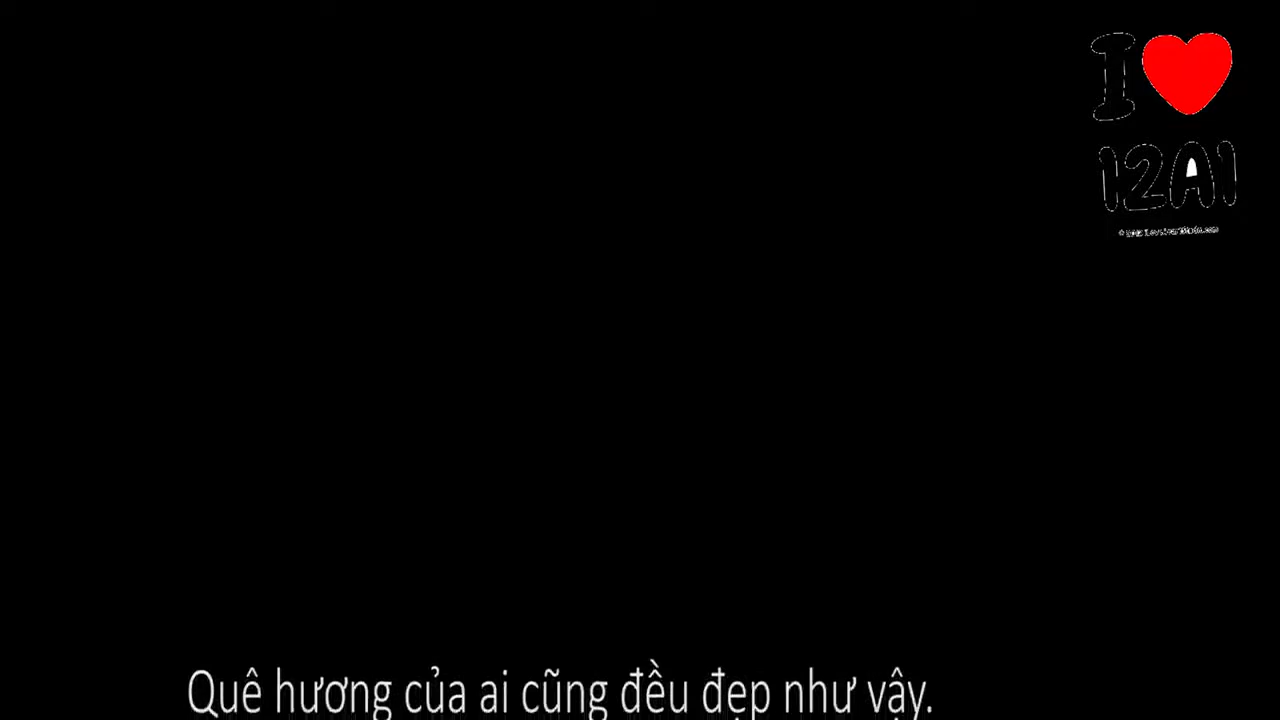 I ❤
12A1
Quê hương của ai cũng đều đẹp như vậy.